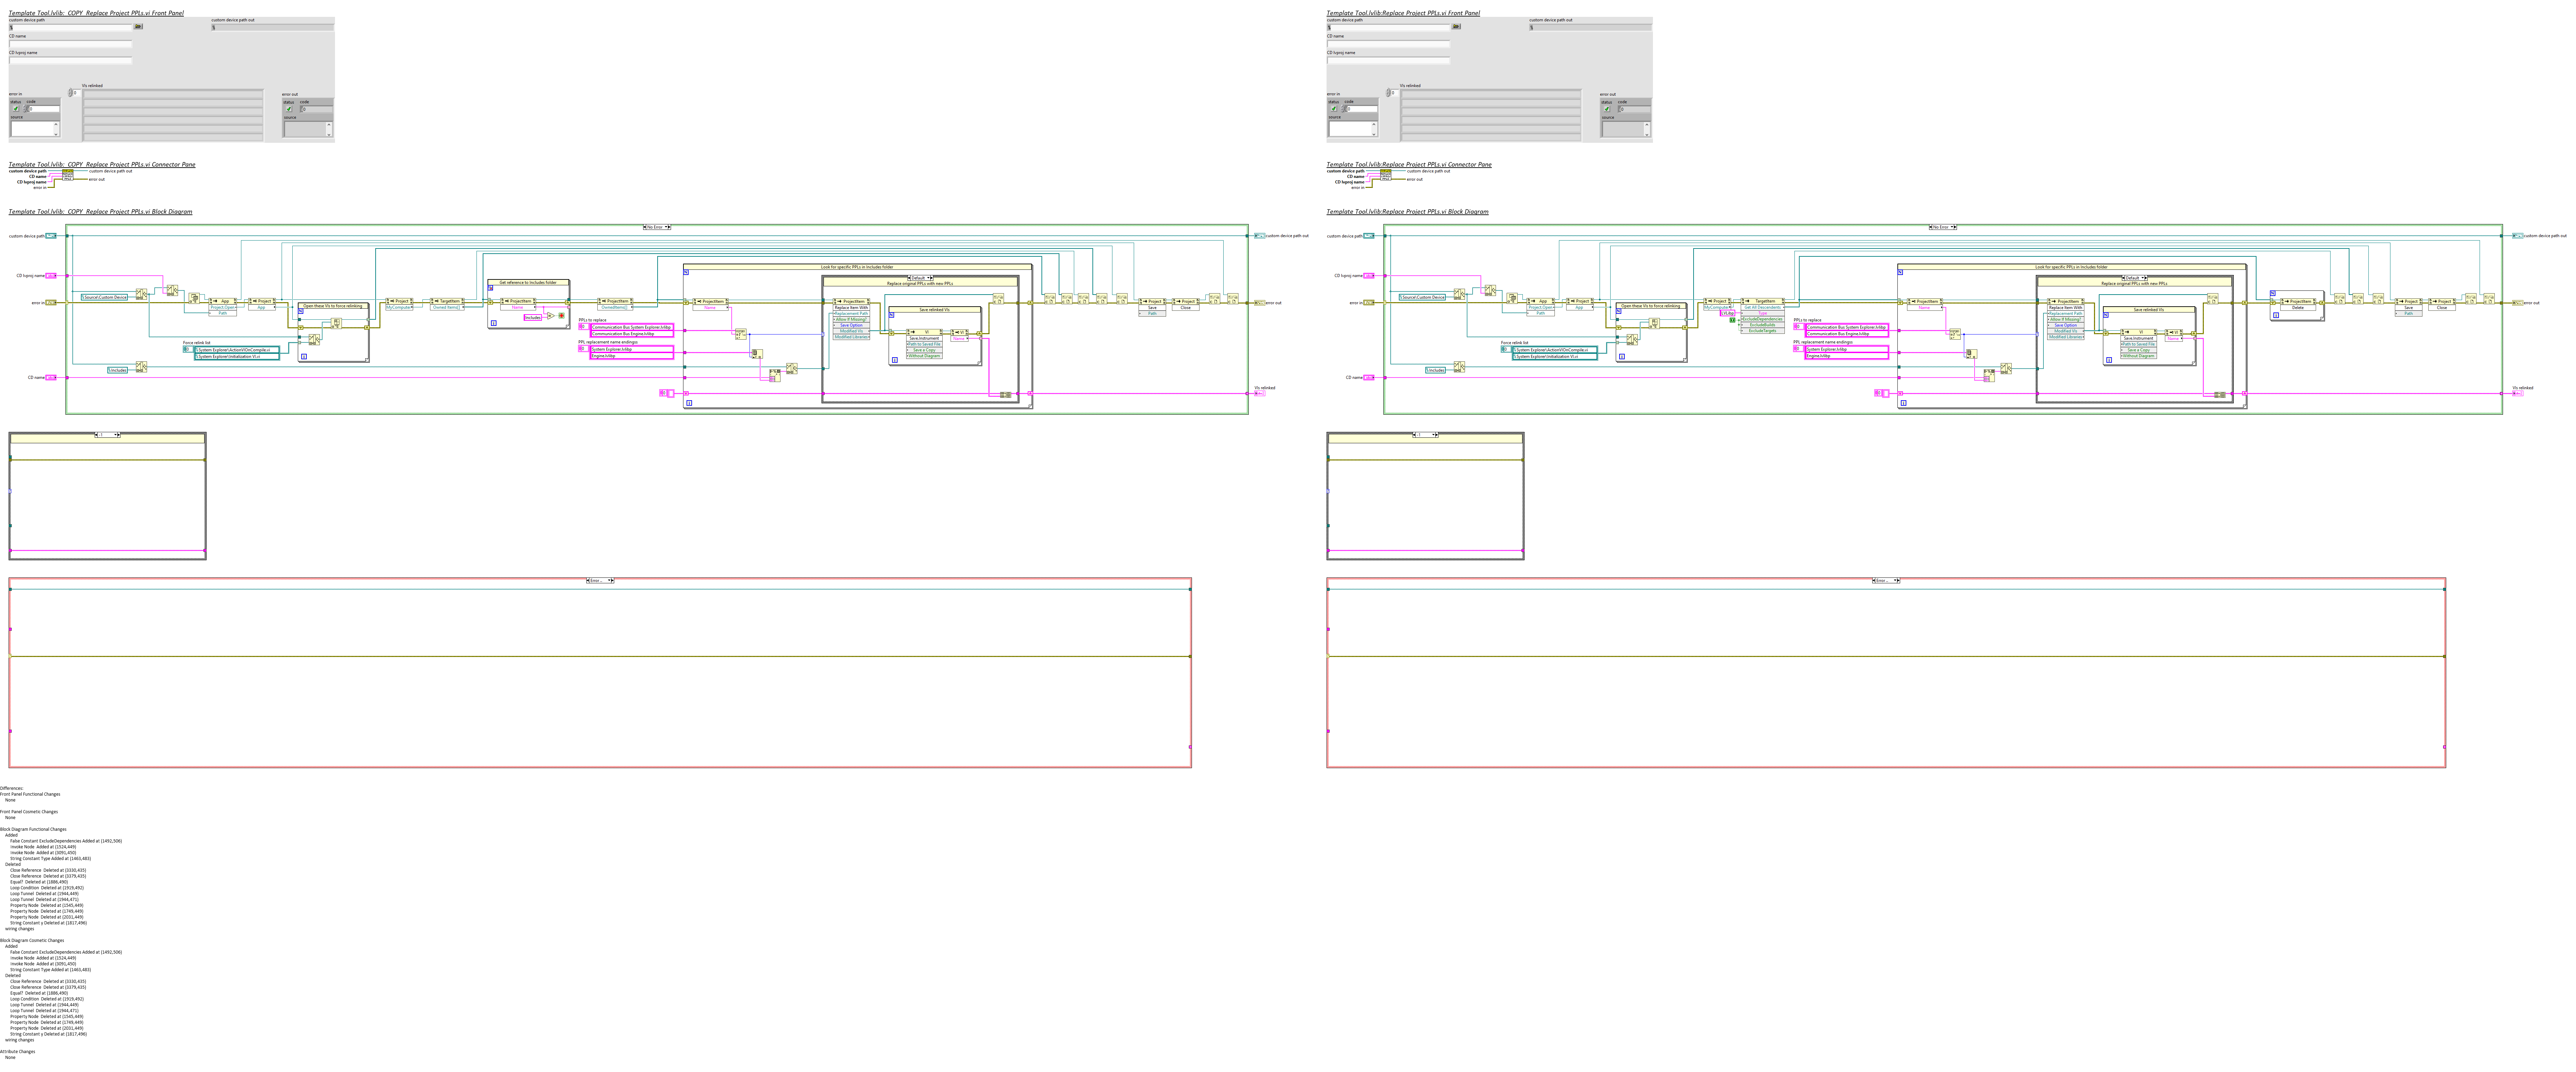 Template Tool.lvlib:_COPY_Replace Project PPLs.vi Front Panel
custom device path
custom device path out
CD name
CD lvproj name
VIs relinked
error in
error out
status code
status code
source
source
Template Tool.lvlib:_COPY_Replace Project PPLs.vi Connector Pane
custom device path
custom device path out
CD name
CD lvproj name
error out
error in
Template Tool.lvlib:_COPY_Replace Project PPLs.vi Block Diagram
No Error
custom device path
custom device path out
Look for specific PPLs in Includes folder
CD lvproj name
Default
Get reference to Includes folder
Replace original PPLs with new PPLs
\Source\Custom Device
error in
App
Project
Project
TargetItem
ProjectItem
ProjectItem
ProjectItem
ProjectItem
Project
Project
error out
Project.Open
App
Open these VIs to force relinking
MyComputer
Owned Items[]
Name
Owned Items[]
Name
Replace Item With
Save
Close
Path
Replacement Path
Save relinked VIs
Path
Includes
PPLs to replace
Allow If Missing?
Communication Bus System Explorer.lvlibp
Save Option
Communication Bus Engine.lvlibp
Modified VIs
VI
VI
Modified Libraries
Save.Instrument
Name
Force relink list
PPL replacement name endings
Path to Saved File
\System Explorer\ActionVIOnCompile.vi
System Explorer.lvlibp
Save a Copy
\System Explorer\Initialization VI.vi
Engine.lvlibp
Without Diagram
\Includes
CD name
VIs relinked
-1
Error
Template Tool.lvlib:Replace Project PPLs.vi Front Panel
custom device path
custom device path out
CD name
CD lvproj name
VIs relinked
error in
error out
status code
status code
source
source
Template Tool.lvlib:Replace Project PPLs.vi Connector Pane
custom device path
custom device path out
CD name
CD lvproj name
error out
error in
Template Tool.lvlib:Replace Project PPLs.vi Block Diagram
No Error
custom device path
custom device path out
Look for specific PPLs in Includes folder
CD lvproj name
Default
Replace original PPLs with new PPLs
\Source\Custom Device
error in
App
Project
Project
TargetItem
ProjectItem
ProjectItem
ProjectItem
Project
Project
error out
Project.Open
App
Open these VIs to force relinking
MyComputer
Get All Descendents
Name
Replace Item With
Delete
Save
Close
Path
LVLibp
Type
Replacement Path
Save relinked VIs
Path
ExcludeDependencies
PPLs to replace
Allow If Missing?
ExcludeBuilds
Communication Bus System Explorer.lvlibp
Save Option
ExcludeTargets
Communication Bus Engine.lvlibp
Modified VIs
VI
VI
Modified Libraries
Save.Instrument
Name
Force relink list
PPL replacement name endings
Path to Saved File
\System Explorer\ActionVIOnCompile.vi
System Explorer.lvlibp
Save a Copy
\System Explorer\Initialization VI.vi
Engine.lvlibp
Without Diagram
\Includes
CD name
VIs relinked
-1
Error
Differences:
Front Panel Functional Changes
None
Front Panel Cosmetic Changes
None
Block Diagram Functional Changes
Added
False Constant ExcludeDependencies Added at (1492,506)
Invoke Node Added at (1524,449)
Invoke Node Added at (3091,450)
String Constant Type Added at (1463,483)
Deleted
Close Reference Deleted at (3330,435)
Close Reference Deleted at (3379,435)
Equal? Deleted at (1886,490)
Loop Condition Deleted at (1919,492)
Loop Tunnel Deleted at (1944,449)
Loop Tunnel Deleted at (1944,471)
Property Node Deleted at (1545,449)
Property Node Deleted at (1749,449)
Property Node Deleted at (2031,449)
String Constant y Deleted at (1817,496)
wiring changes
Block Diagram Cosmetic Changes
Added
False Constant ExcludeDependencies Added at (1492,506)
Invoke Node Added at (1524,449)
Invoke Node Added at (3091,450)
String Constant Type Added at (1463,483)
Deleted
Close Reference Deleted at (3330,435)
Close Reference Deleted at (3379,435)
Equal? Deleted at (1886,490)
Loop Condition Deleted at (1919,492)
Loop Tunnel Deleted at (1944,449)
Loop Tunnel Deleted at (1944,471)
Property Node Deleted at (1545,449)
Property Node Deleted at (1749,449)
Property Node Deleted at (2031,449)
String Constant y Deleted at (1817,496)
wiring changes
Attribute Changes
None